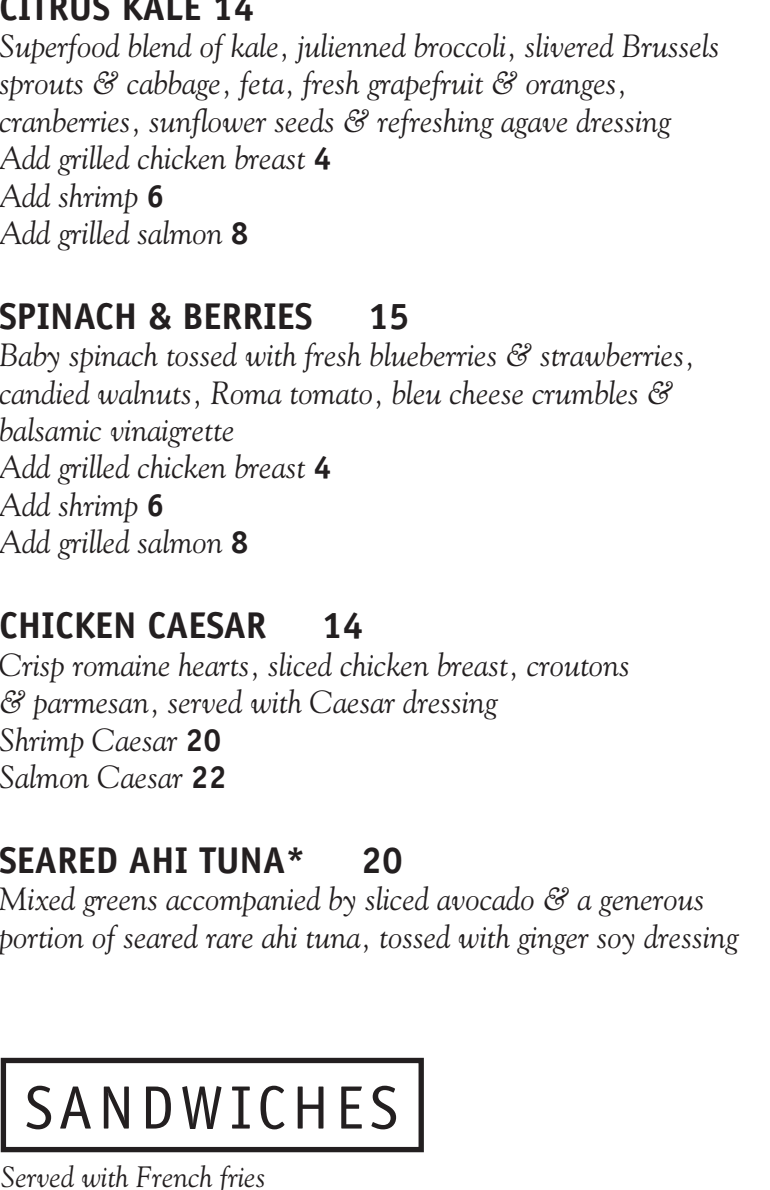 CITRUS KALE 14
Superfood blend of kale, julienned broccoli, slivered Brussels
sprouts & cabbage, feta, fresh grapefruit & oranges,
cranberries, sunflower seeds & refreshing agave dressing
Add grilled chicken breast 4
Add shrimp 6
Add grilled salmon 8
SPINACH & BERRIES 15
Baby spinach tossed with fresh blueberries & strawberries,
candied walnuts, Roma tomato, bleu cheese crumbles &
balsamic vinaigrette
Add grilled chicken breast 4
Add shrimp 6
Add grilled salmon 8
CHICKEN CAESAR 14
Crisp romaine hearts, sliced chicken breast, croutons
& parmesan, served with Caesar dressing
Shrimp Caesar 20
Salmon Caesar 22
SEARED AHI TUNA* 20
Mixed greens accompanied by sliced avocado & a generous
portion of seared rare ahi tuna, tossed with ginger soy dressing
SANDWICHES
Served with French fries